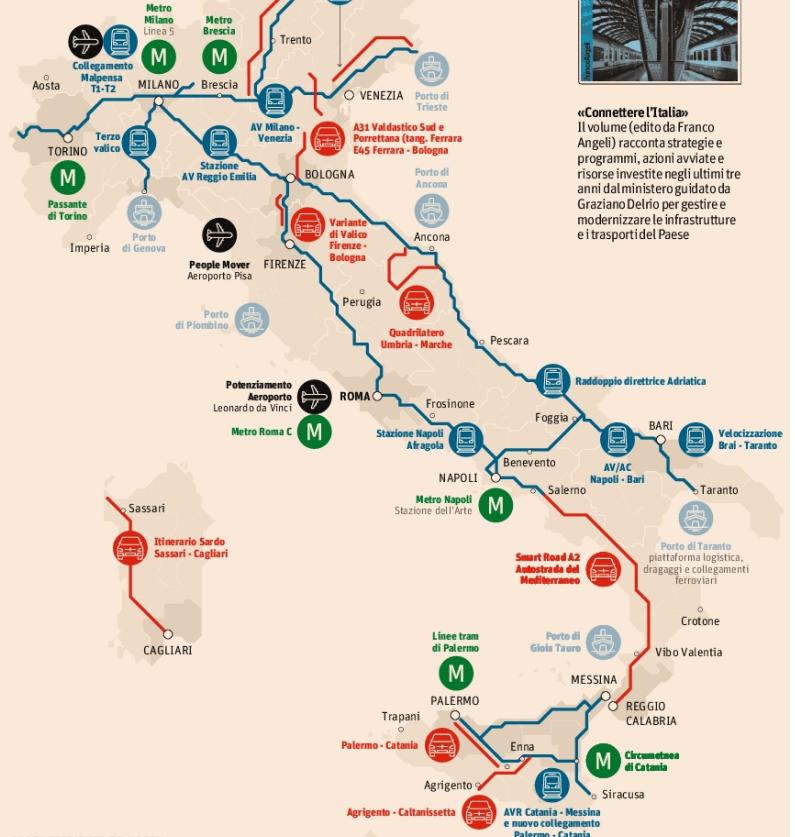 Metro
Milano
Linea 5
Metro
Brescia
M
M
Trento
Collegamento
Malpensa
T1-T2
MILANO
Brescia
Aosta
VENEZIA
Porto di
Trieste
AV Milano -
Venezia
A31 Valdastico Sud e
Porrettana (tang. Ferrara
E45 Ferrara - Bologna
Terzo
valico
Stazione
AV Reggio Emilia
TORINO
M
Passante
di Torino
BOLOGNA
Porto di
Ancona
Porto
di Genova
Imperia
People Mover
Aeroporto Pisa
Variante
di Valico
Firenze -
Bologna
FIRENZE
Ancona
Perugia
Porto
di Piombino
Quadrilatero
Umbria - Marche
Pescara
Potenziamento
Aeroporto
Leonardo da Vinci
ROMA
Metro Roma C
M
Raddoppio direttrice Adriatica
Frosinone
Foggia
Stazione Napoli
Afragola
BARI
Velocizzazione
Brai - Taranto
Benevento
AV/AC
Napoli - Bari
NAPOLI
Salerno
Taranto
Metro Napoli
Stazione dell'Arte
M
Porto di Taranto
piattaforma logistica,
dragaggi e collegamenti
ferroviari
Sassari
Itinerario Sardo
Sassari - Cagliari
CAGLIARI
Smart Road A2
Autostrada del
Mediterraneo
Crotone
Porto di
Gioia Tauro
Vibo Valentia
Linee tram
di Palermo
M
MESSINA
PALERMO
REGGIO
CALABRIA
Trapani
Palermo - Catania
Enna
M
Circumetnea
di Catania
Agrigento
Siracusa
Agrigento - Caltanissetta
AVR Catania - Messina
e nuovo collegamento
Palermo - Catania
«Connettere l'Italia»
Il volume (edito da Franco
Angeli) racconta strategie e
programmi, azioni avviate e
risorse investite negli ultimi tre
anni dal ministero guidato da
Graziano Delrio per gestire e
modernizzare le infrastrutture
e i trasporti del Paese